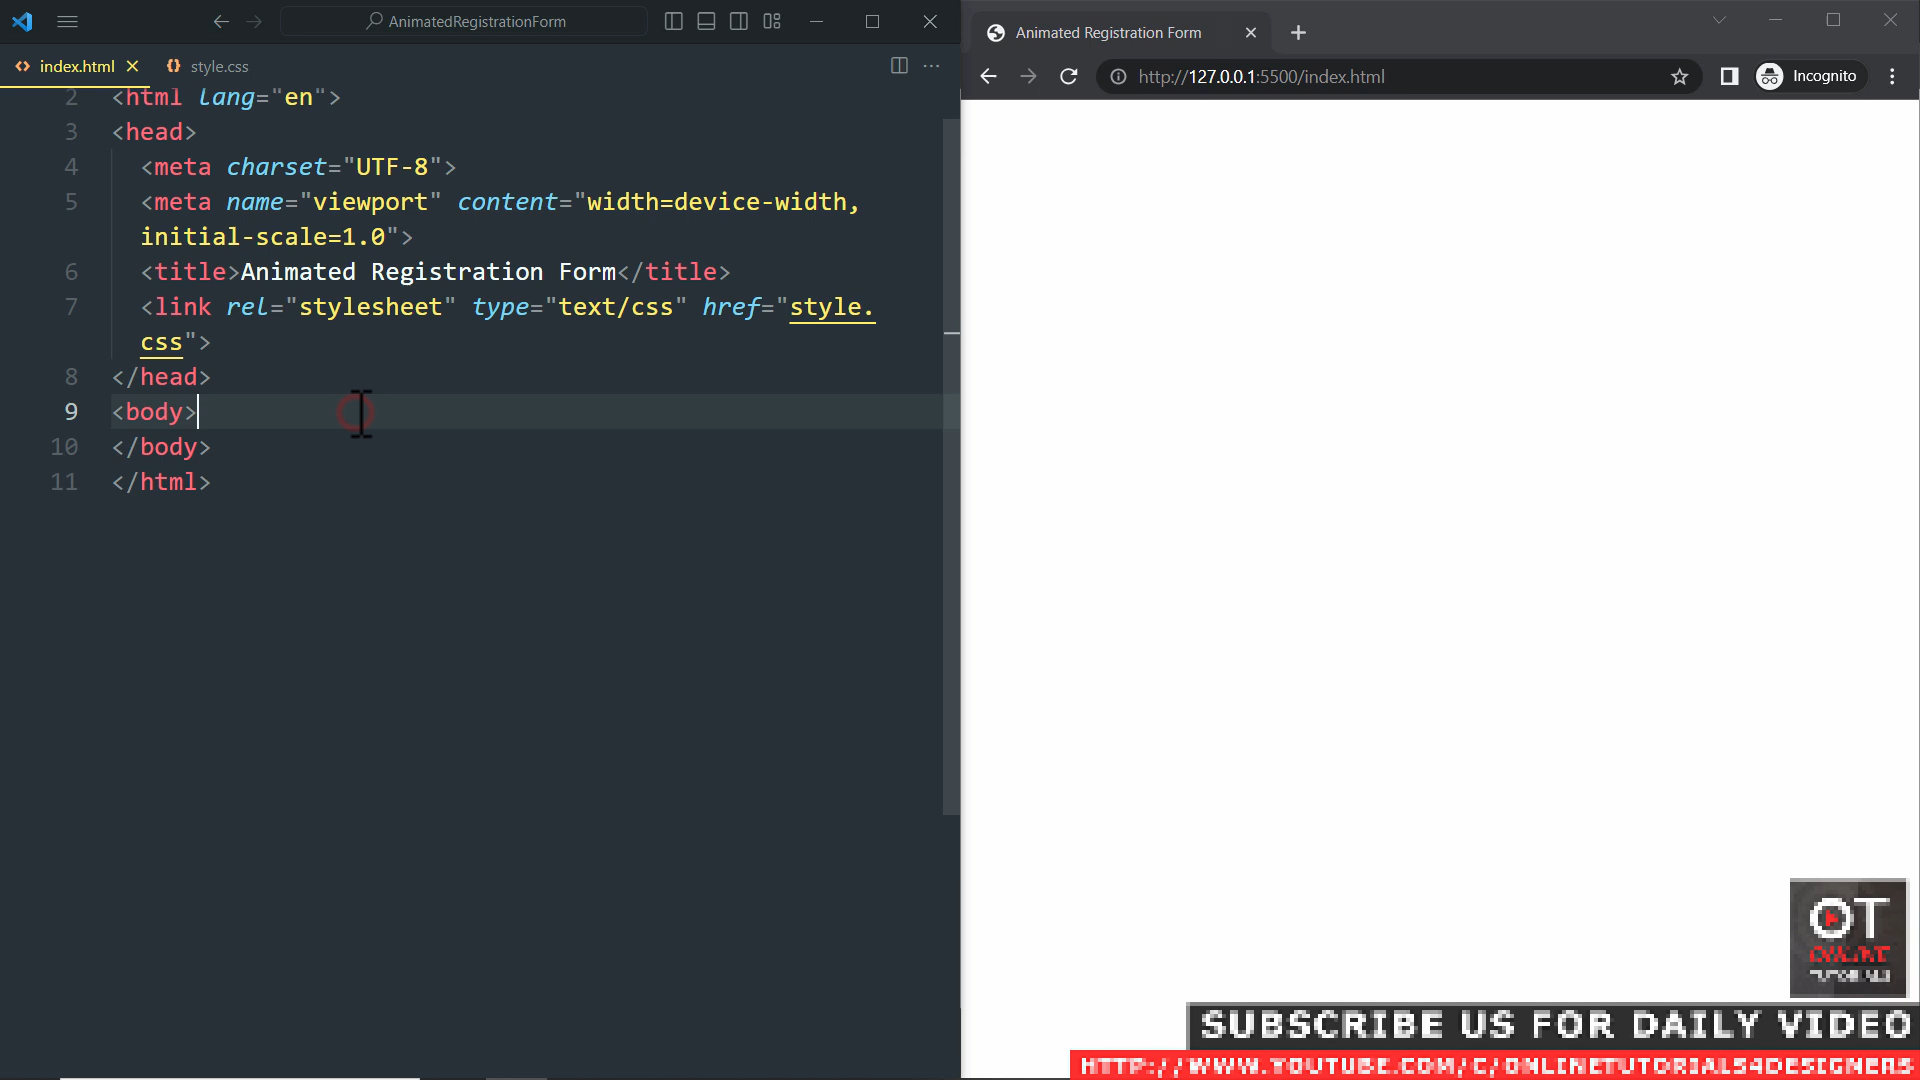 AnimatedRegistrationForm
index.html
style.css
2 <html lang="en">
3 <head>
4 <meta charset="UTF-8">
5 <meta name="viewport" content="width=device-width,
initial-scale=1.0">
6 <title>Animated Registration Form</title>
7 <link rel="stylesheet" type="text/css" href="style.
css">
8 </head>
9 <body>
10 </body>
11 </html>
Animated Registration Form
http://127.0.0.1:5500/index.html
Incognito
OT
ONLINE
TUTORIALS
SUBSCRIBE US FOR DAILY VIDEO
HTTP://WWW.YOUTUBE.COM/C/ONLINETUTORIALS4DESIGNERS